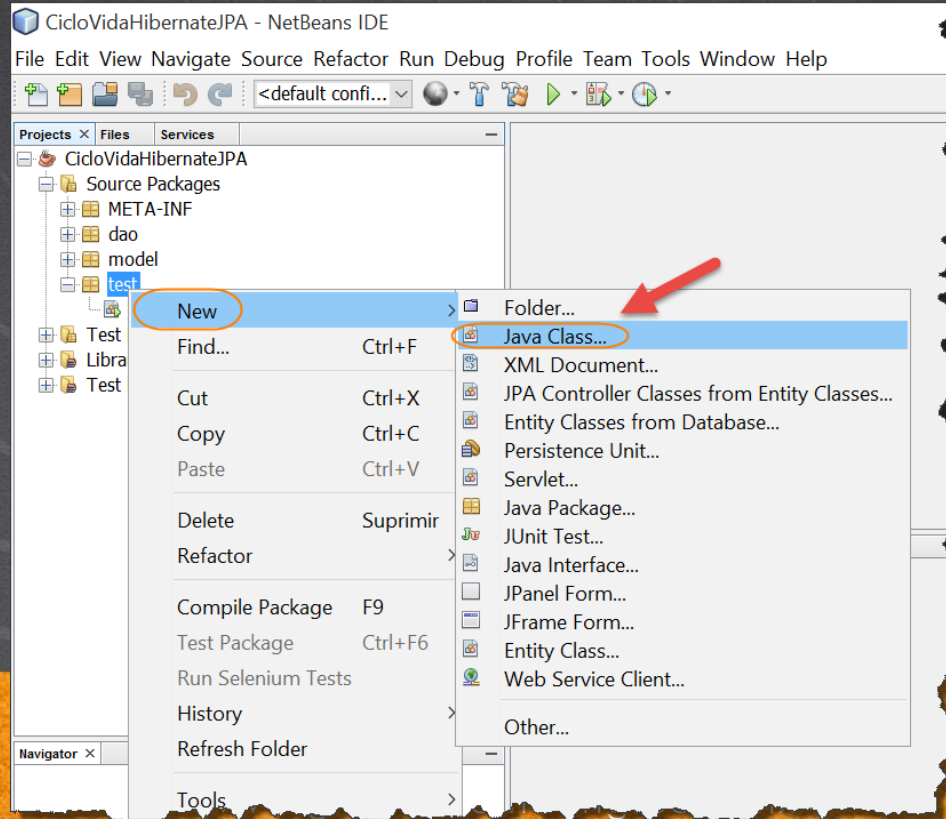 CicloVidaHibernateJPA - NetBeans IDE
File Edit View Navigate Source Refactor Run Debug Profile Team Tools Window Help
<default confi...
Projects Files Services
CicloVidaHibernateJPA
Source Packages
META-INF
dao
model
test
Test
Libra
Test
New
Find... Ctrl+F
Cut Ctrl+X
Copy Ctrl+C
Paste Ctrl+V
Delete Suprimir
Refactor
Compile Package F9
Test Package Ctrl+F6
Run Selenium Tests
History
Refresh Folder
Tools
Folder...
Java Class...
XML Document...
JPA Controller Classes from Entity Classes...
Entity Classes from Database...
Persistence Unit...
Servlet...
Java Package...
JUnit Test...
Java Interface...
JPanel Form...
JFrame Form...
Entity Class...
Web Service Client...
Other...
Navigator